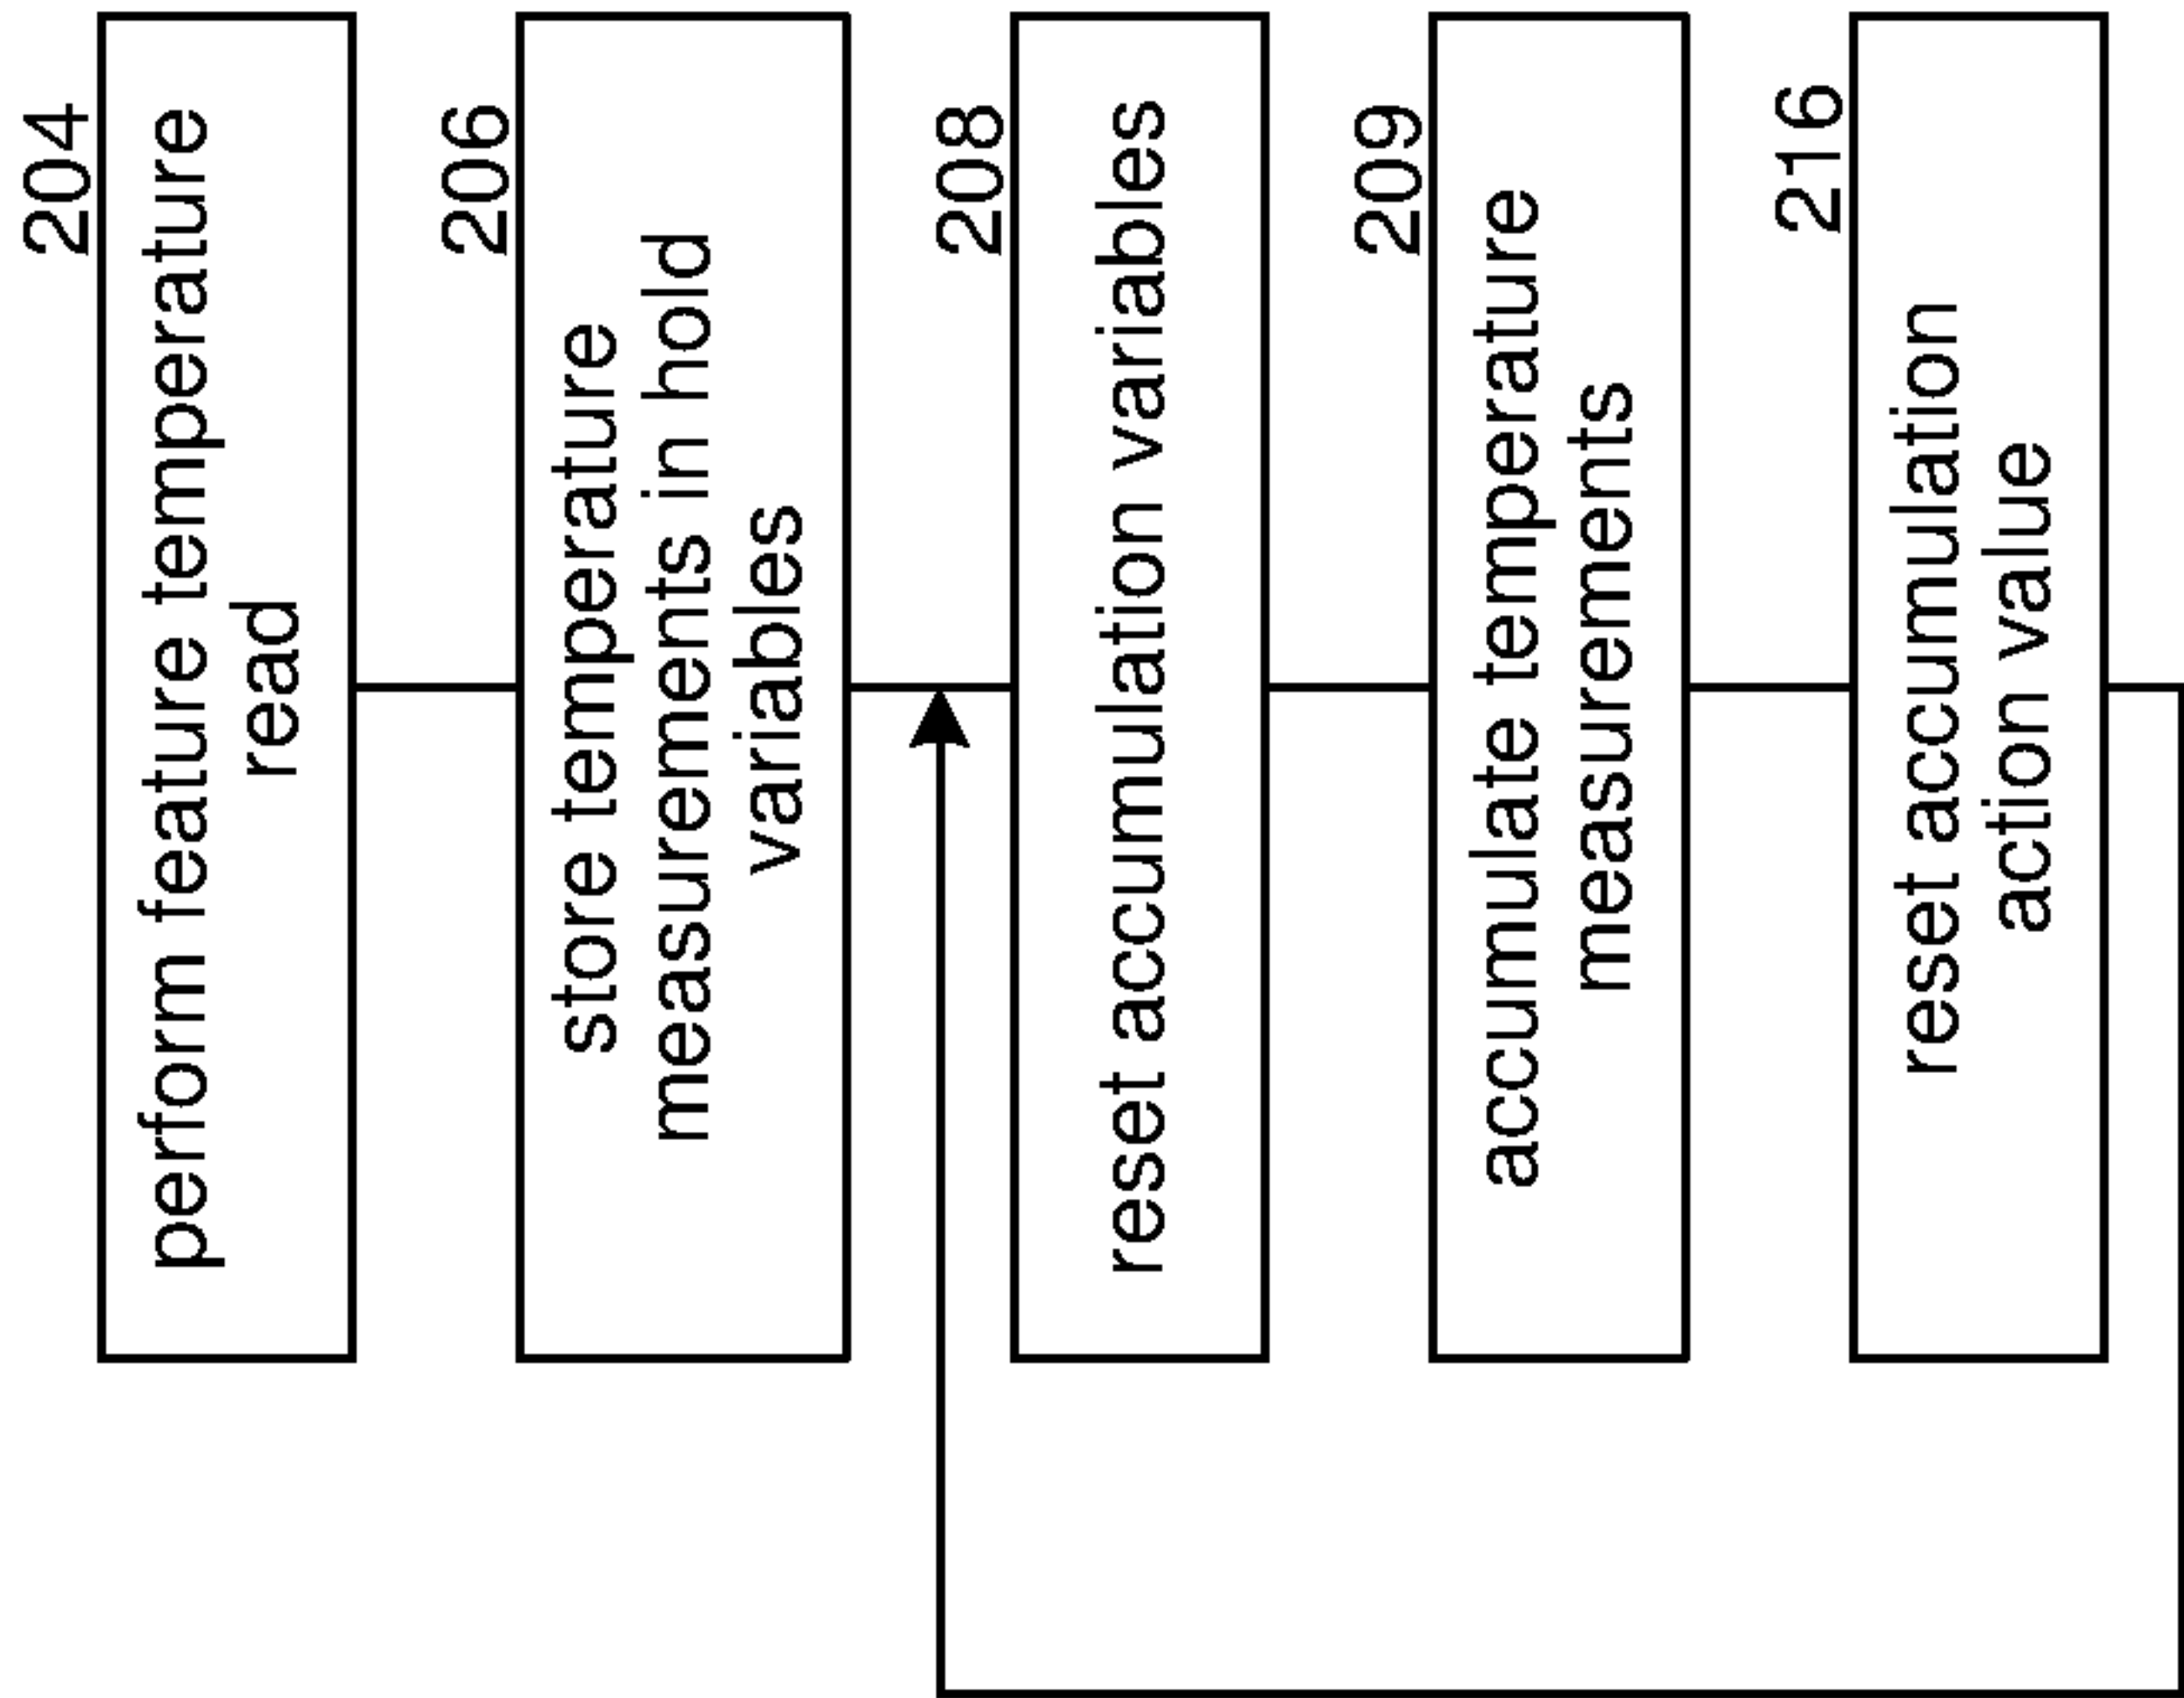 204
perform feature temperature
read
206
store temperature
measurements in hold
variables
208
reset accumulation variables
209
accumulate temperature
measurements
216
reset accumulation
action value